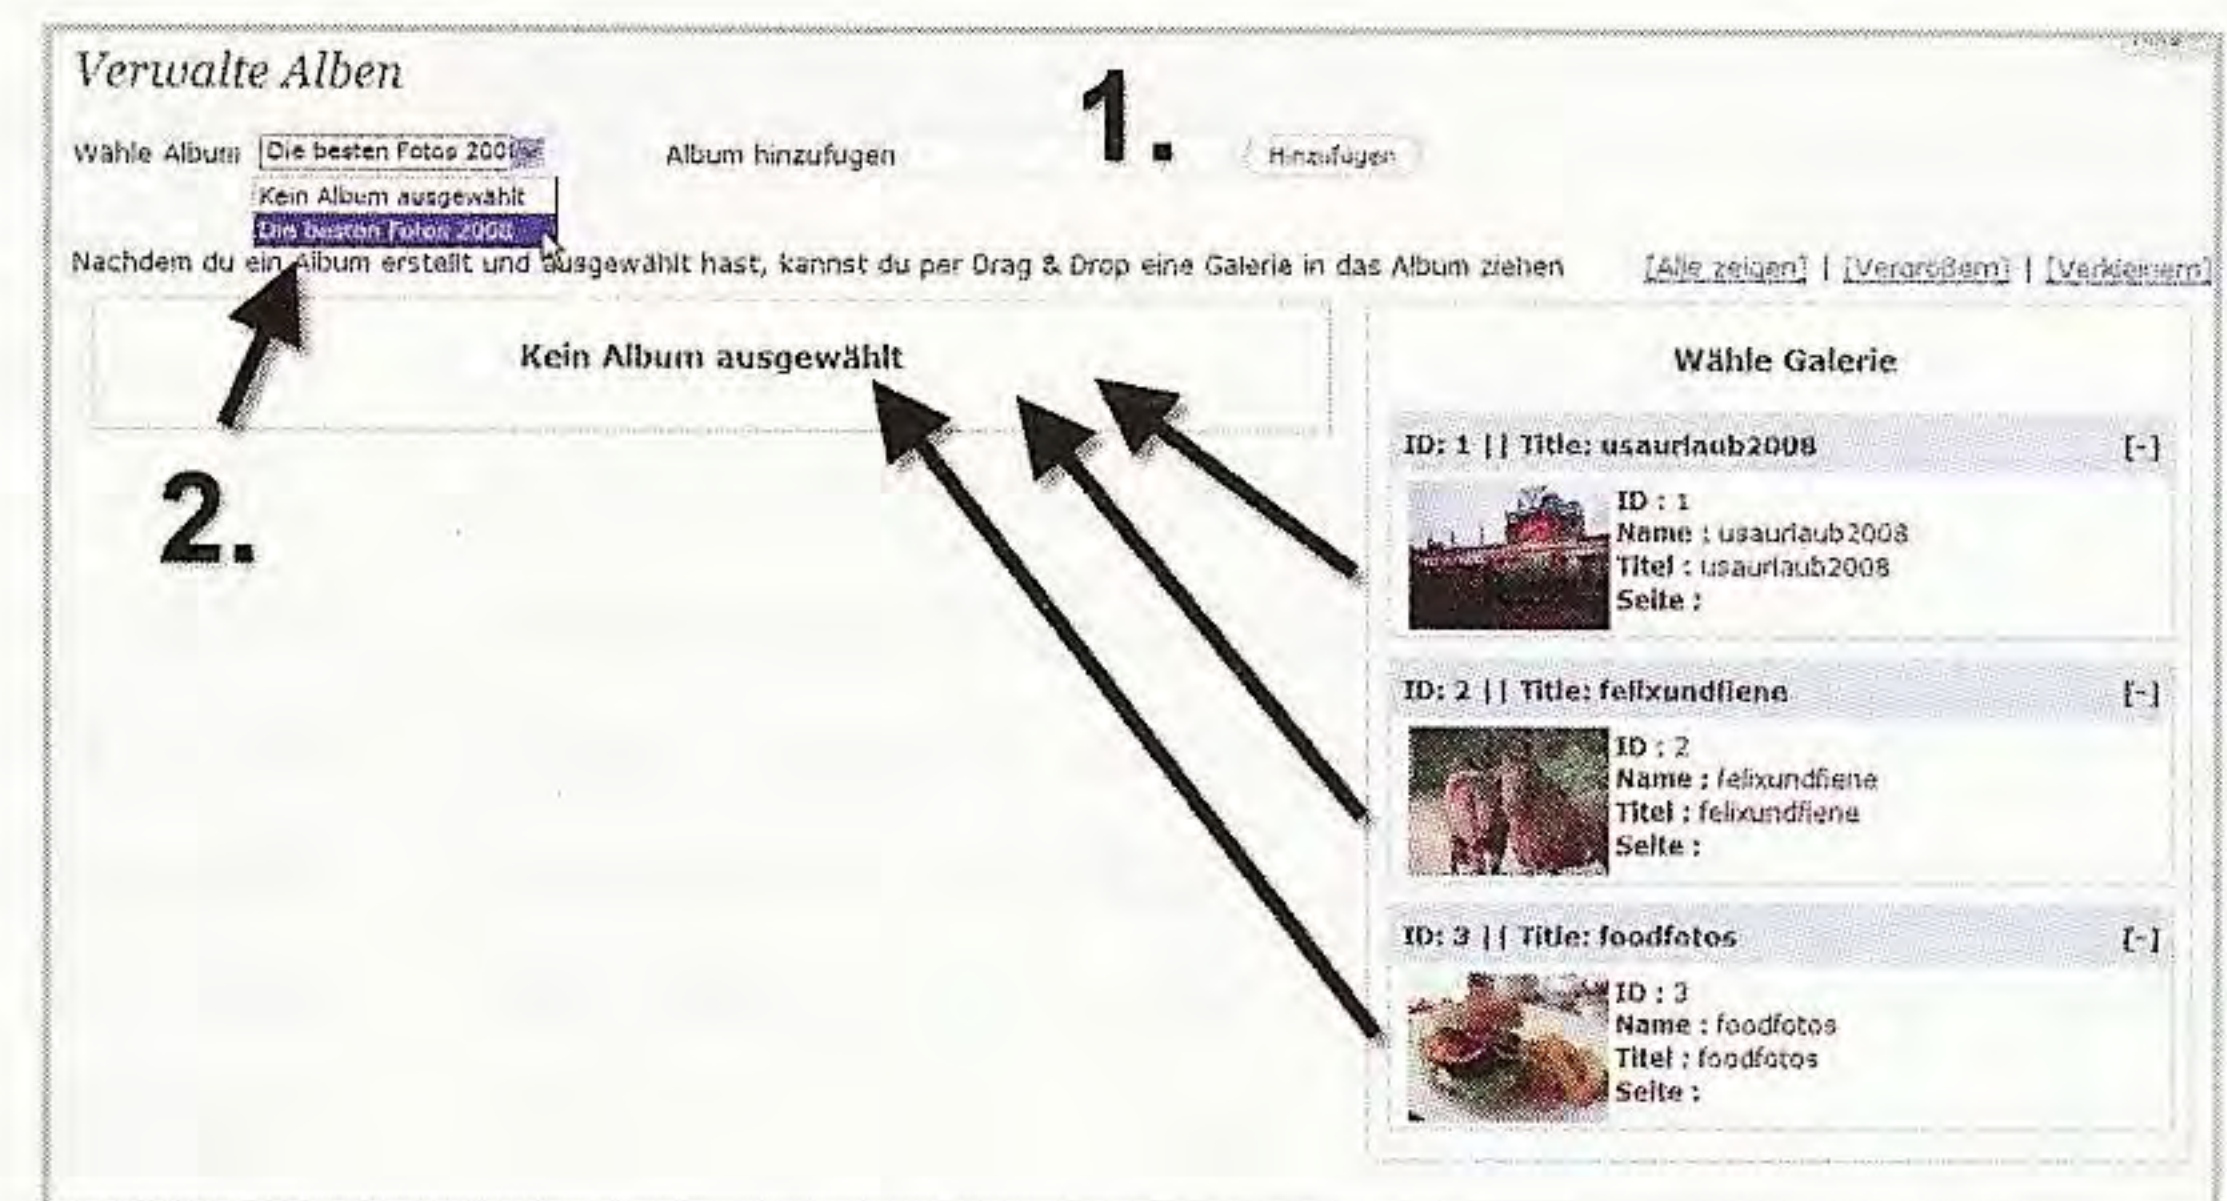 Verwalte Alben
1.
Wähle Album Die besten Fotos 200 Album hinzufügen Hinzufügen
Kein Album ausgewählt
Die besten Fotos 2008
Nachdem du ein Album erstellt und ausgewählt hast, kannst du per Drag & Drop eine Galerie in das Album ziehen [Alle zeigen] | [Vergrößern] | [Verkleinern]
Kein Album ausgewählt
2.
Wähle Galerie
ID: 1 || Title: usaurlaub2008 [-]
ID : 1
Name : usaurlaub2008
Titel : usaurlaub2008
Seite :
ID: 2 || Title: felixundfiene [-]
ID : 2
Name : felixundfiene
Titel : felixundfiene
Seite :
ID: 3 || Title: foodfotos [-]
ID : 3
Name : foodfotos
Titel : foodfotos
Seite :